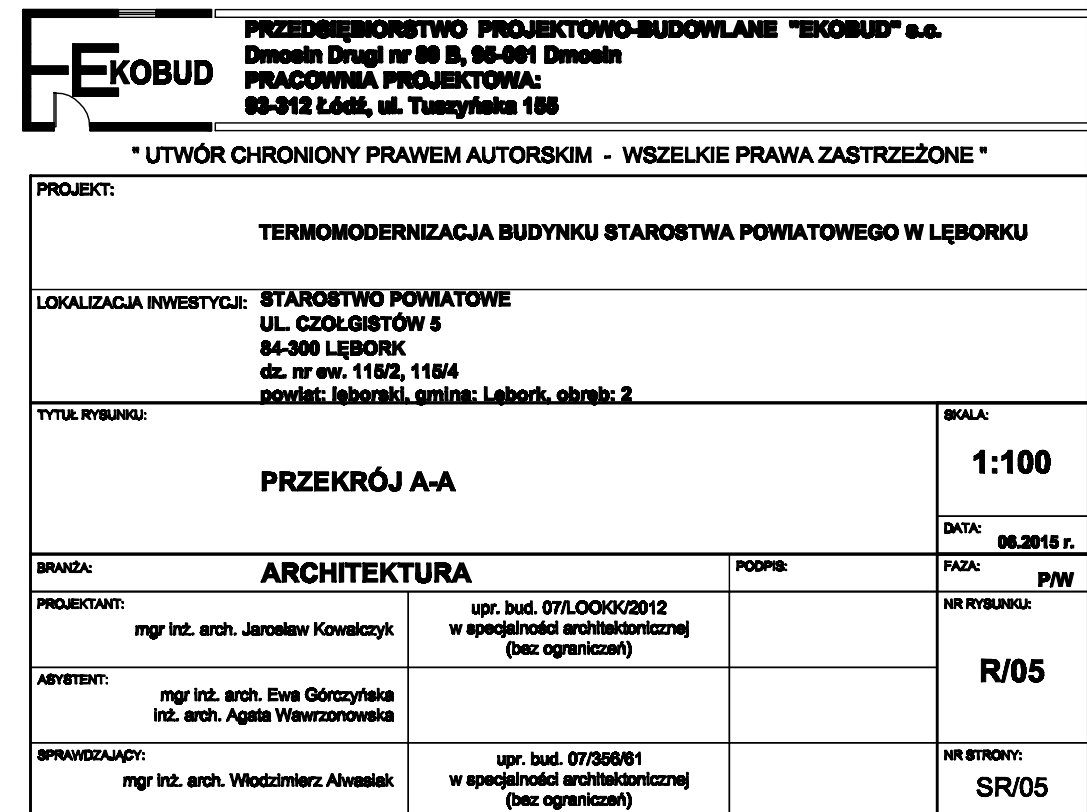 EKOBUD
PRZEDSIĘBIORSTWO PROJEKTOWO-BUDOWLANE "EKOBUD" s.c.
Dmosin Drugi nr 89 B, 95-061 Dmosin
PRACOWNIA PROJEKTOWA:
93-312 Łódź, ul. Tuszyńska 155
" UTWÓR CHRONIONY PRAWEM AUTORSKIM - WSZELKIE PRAWA ZASTRZEŻONE "
PROJEKT:
TERMOMODERNIZACJA BUDYNKU STAROSTWA POWIATOWEGO W LĘBORKU
LOKALIZACJA INWESTYCJI:
STAROSTWO POWIATOWE
UL. CZOŁGISTÓW 5
84-300 LĘBORK
dz. nr ew. 115/2, 115/4
powiat: lęborski, gmina: Lębork, obręb: 2
TYTUŁ RYSUNKU:
PRZEKRÓJ A-A
SKALA:
1:100
DATA:
06.2015 r.
BRANŻA:
ARCHITEKTURA
PODPIS:
FAZA:
P/W
PROJEKTANT:
mgr inż. arch. Jarosław Kowalczyk
upr. bud. 07/LOOKK/2012
w specjalności architektonicznej
(bez ograniczeń)
NR RYSUNKU:
R/05
ASYSTENT:
mgr inż. arch. Ewa Górczyńska
inż. arch. Agata Wawrzonowska
SPRAWDZAJĄCY:
mgr inż. arch. Włodzimierz Alwasiak
upr. bud. 07/356/61
w specjalności architektonicznej
(bez ograniczeń)
NR STRONY:
SR/05